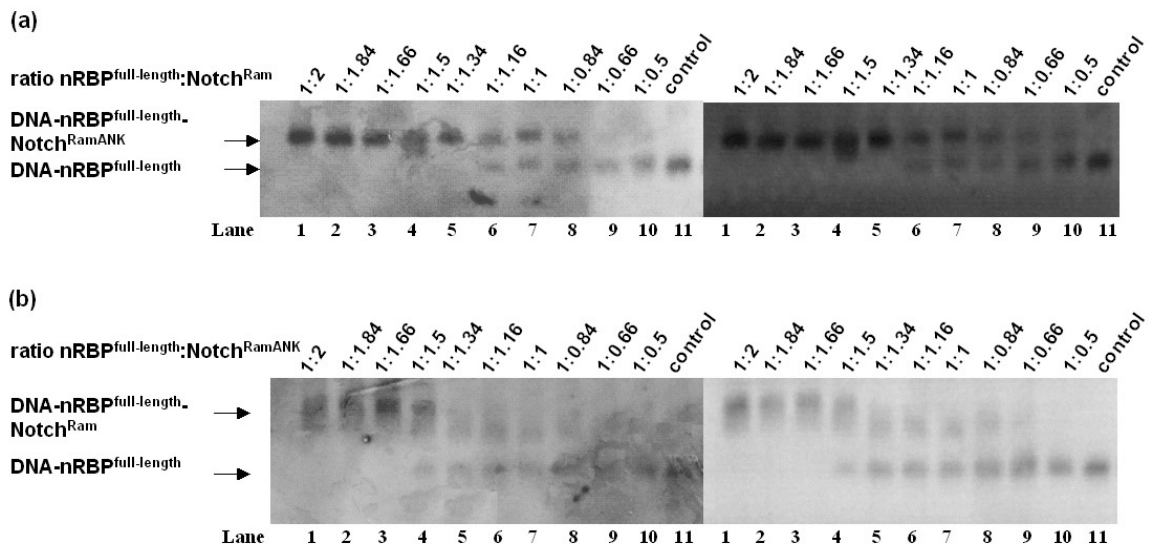 (a)
ratio nRBPfull-length:NotchRam 1:2 1:1.84 1:1.66 1:1.5 1:1.34 1:1.16 1:1 1:0.84 1:0.66 1:0.5 control 1:2 1:1.84 1:1.66 1:1.5 1:1.34 1:1.16 1:1 1:0.84 1:0.66 1:0.5 control
DNA-nRBPfull-length-
NotchRamANK
DNA-nRBPfull-length
Lane 1 2 3 4 5 6 7 8 9 10 11 1 2 3 4 5 6 7 8 9 10 11
(b)
ratio nRBPfull-length:NotchRamANK 1:2 1:1.84 1:1.66 1:1.5 1:1.34 1:1.16 1:1 1:0.84 1:0.66 1:0.5 control 1:2 1:1.84 1:1.66 1:1.5 1:1.34 1:1.16 1:1 1:0.84 1:0.66 1:0.5 control
DNA-nRBPfull-length-
NotchRam
DNA-nRBPfull-length
Lane 1 2 3 4 5 6 7 8 9 10 11 1 2 3 4 5 6 7 8 9 10 11